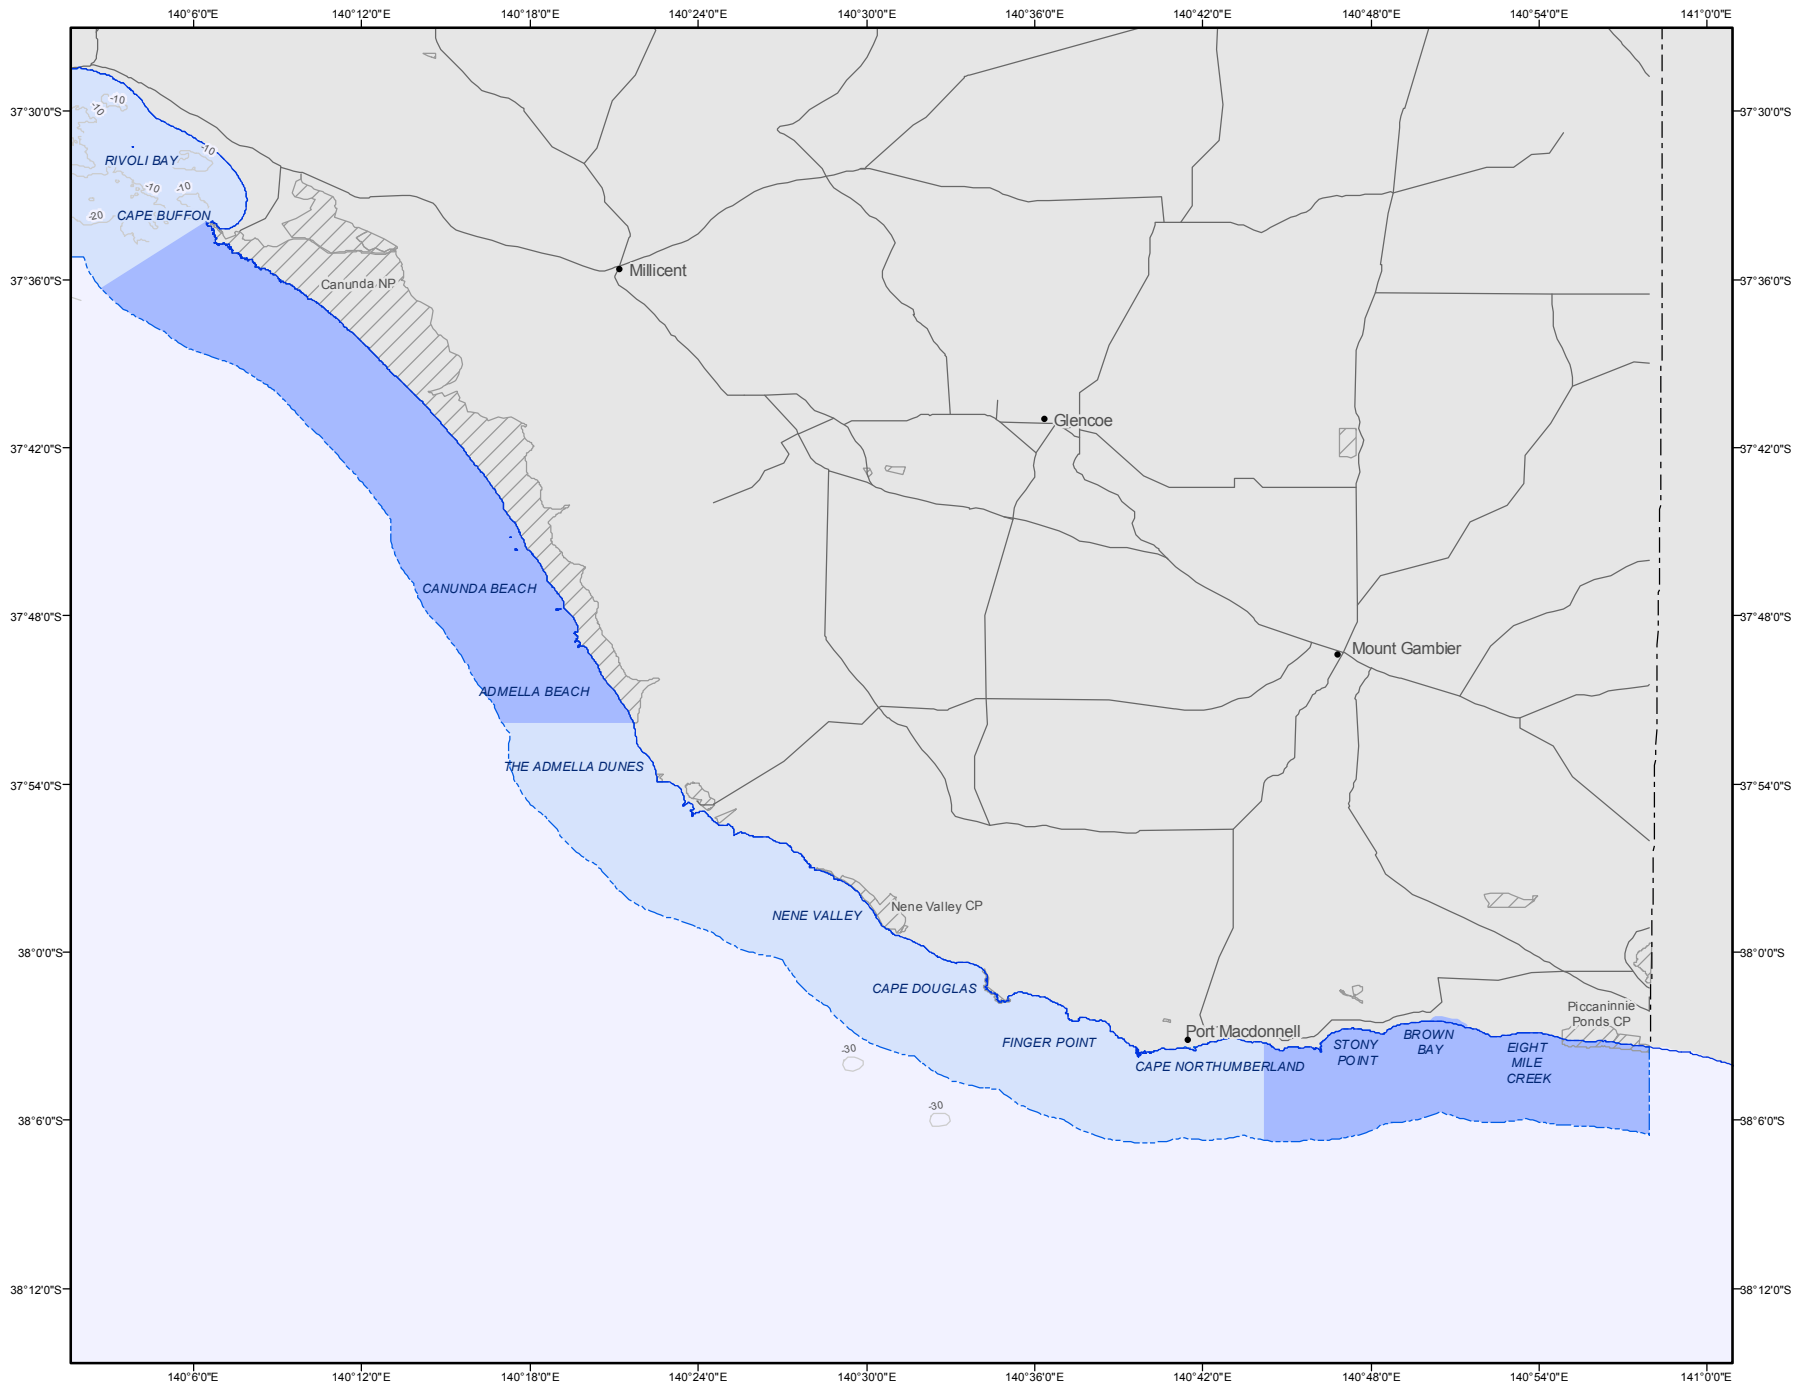 140°6'0"E
140°12'0"E
140°18'0"E
140°24'0"E
140°30'0"E
140°36'0"E
140°42'0"E
140°48'0"E
140°54'0"E
141°0'0"E
37°30'0"S
-10
-10
37°30'0"S
-10
RIVOLI BAY
-10
-10
-20
CAPE BUFFON
37°36'0"S
Canunda NP
Millicent
37°36'0"S
Glencoe
37°42'0"S
37°42'0"S
CANUNDA BEACH
37°48'0"S
37°48'0"S
Mount Gambier
ADMELLA BEACH
THE ADMELLA DUNES
37°54'0"S
37°54'0"S
Nene Valley CP
NENE VALLEY
38°0'0"S
38°0'0"S
CAPE DOUGLAS
Piccaninnie
Ponds CP
Port Macdonnell
FINGER POINT
CAPE NORTHUMBERLAND
STONY
POINT
BROWN
BAY
EIGHT
MILE
CREEK
-30
-30
38°6'0"S
38°6'0"S
38°12'0"S
38°12'0"S
140°6'0"E
140°12'0"E
140°18'0"E
140°24'0"E
140°30'0"E
140°36'0"E
140°42'0"E
140°48'0"E
140°54'0"E
141°0'0"E